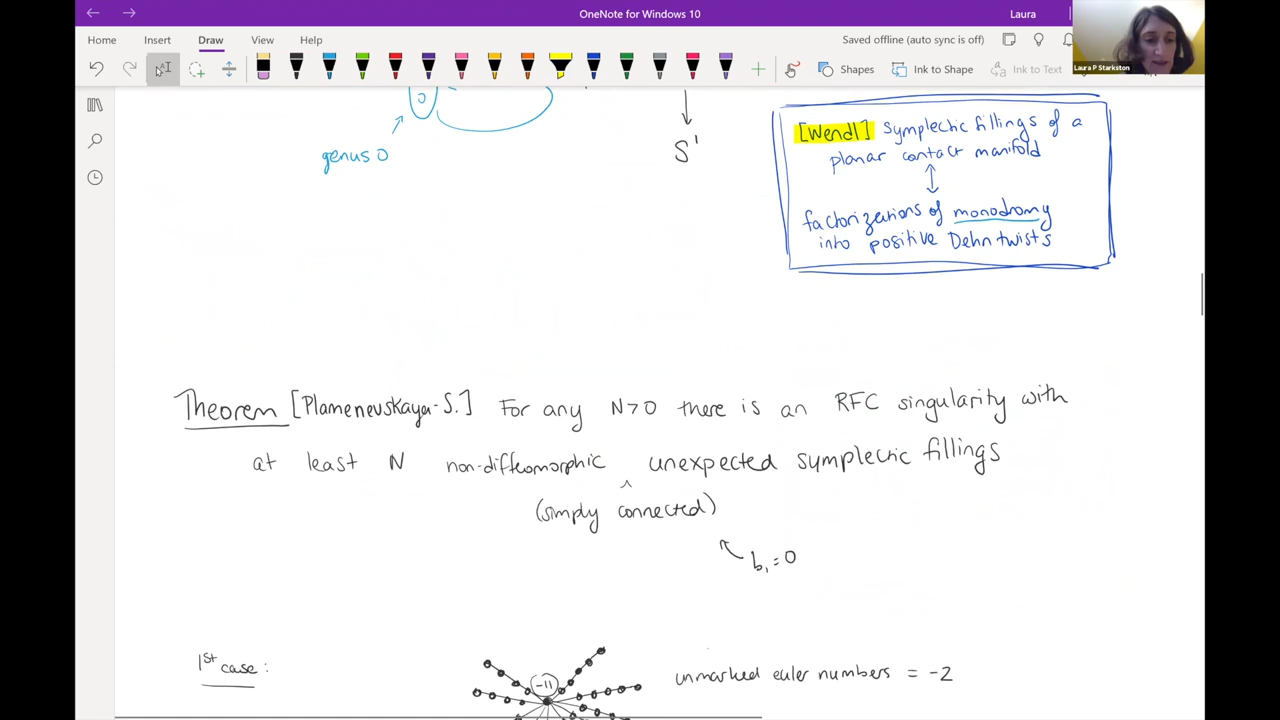 OneNote for Windows 10
Laura
Home Insert Draw View Help
Saved offline (auto sync is off)
Shapes
Ink to Shape
Ink to Text
Laura P Starkston
0
genus 0
S¹
[Wendl] Symplectic fillings of a
planar contact manifold
↕
factorizations of monodromy
into positive Dehn twists
Theorem [Plamenevskaya-S.] For any N>0 there is an RFC singularity with
at least N non-diffeomorphic ^ unexpected symplectic fillings
(simply connected)
b₁=0
1st case:
-11
unmarked euler numbers = -2